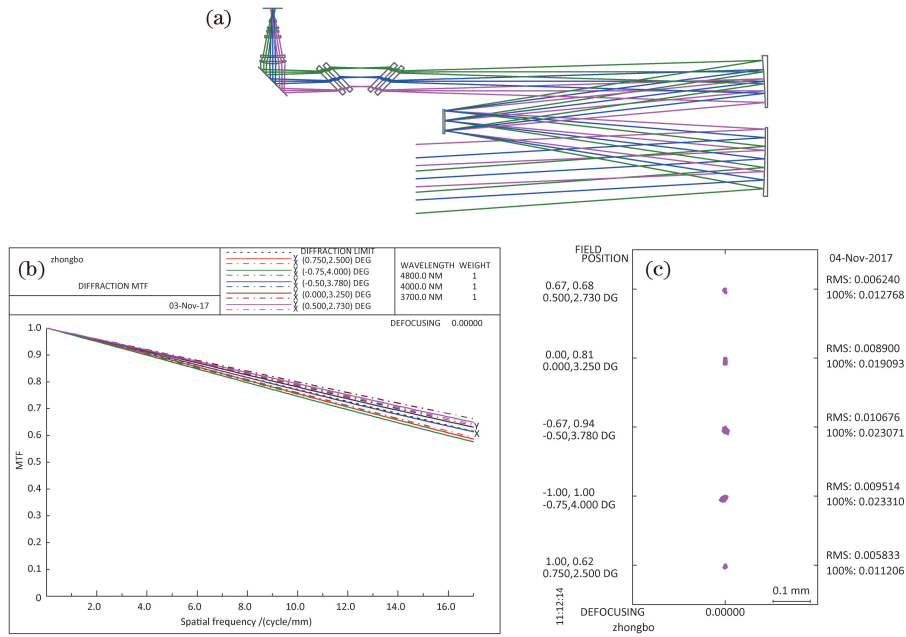 (a)
(b)
zhongbo
DIFFRACTION MTF
03-Nov-17
DIFFRACTION LIMIT
Y
X (0.750,2.500) DEG
Y
X (-0.75,4.000) DEG
Y
X (-0.50,3.780) DEG
Y
X (0.000,3.250) DEG
Y
X (0.500,2.730) DEG
WAVELENGTH WEIGHT
4800.0 NM 1
4000.0 NM 1
3700.0 NM 1
DEFOCUSING 0.00000
1.0
0.9
0.8
0.7
0.6
0.5
0.4
0.3
0.2
0.1
0
MTF
Y
X
2.0 4.0 6.0 8.0 10.0 12.0 14.0 16.0
Spatial frequency /(cycle/mm)
(c)
FIELD
POSITION
04-Nov-2017
0.67, 0.68
0.500,2.730 DG
RMS: 0.006240
100%: 0.012768
0.00, 0.81
0.000,3.250 DG
RMS: 0.008900
100%: 0.019093
-0.67, 0.94
-0.50,3.780 DG
RMS: 0.010676
100%: 0.023071
-1.00, 1.00
-0.75,4.000 DG
RMS: 0.009514
100%: 0.023310
1.00, 0.62
0.750,2.500 DG
RMS: 0.005833
100%: 0.011206
11:12:14
0.1 mm
DEFOCUSING
0.00000
zhongbo